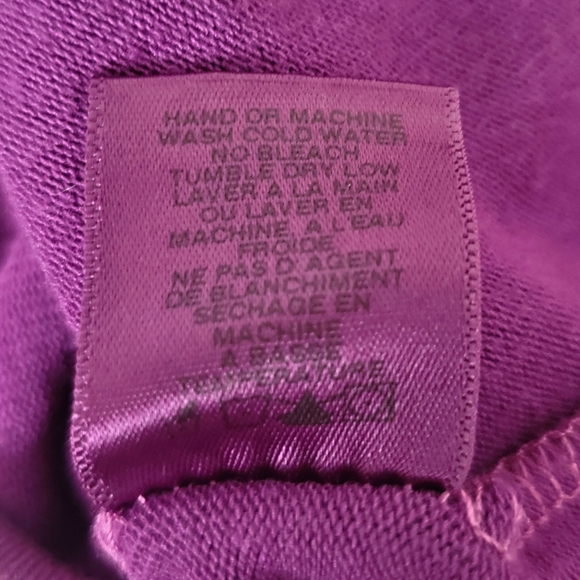 HAND OR MACHINE
WASH COLD WATER
NO BLEACH
TUMBLE DRY LOW
LAVER A LA MAIN
OU LAVER EN
MACHINE A L'EAU
FROIDE
NE PAS D'AGENT
DE BLANCHIMENT
SECHAGE EN
MACHINE
A BASSE
TEMPERATURE